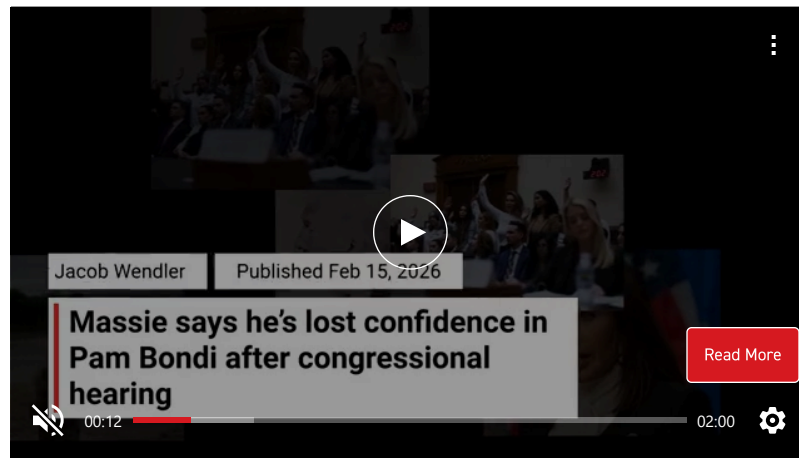 Jacob Wendler
Published Feb 15, 2026
Massie says he’s lost confidence in
Pam Bondi after congressional
hearing
Read More
00:12
02:00